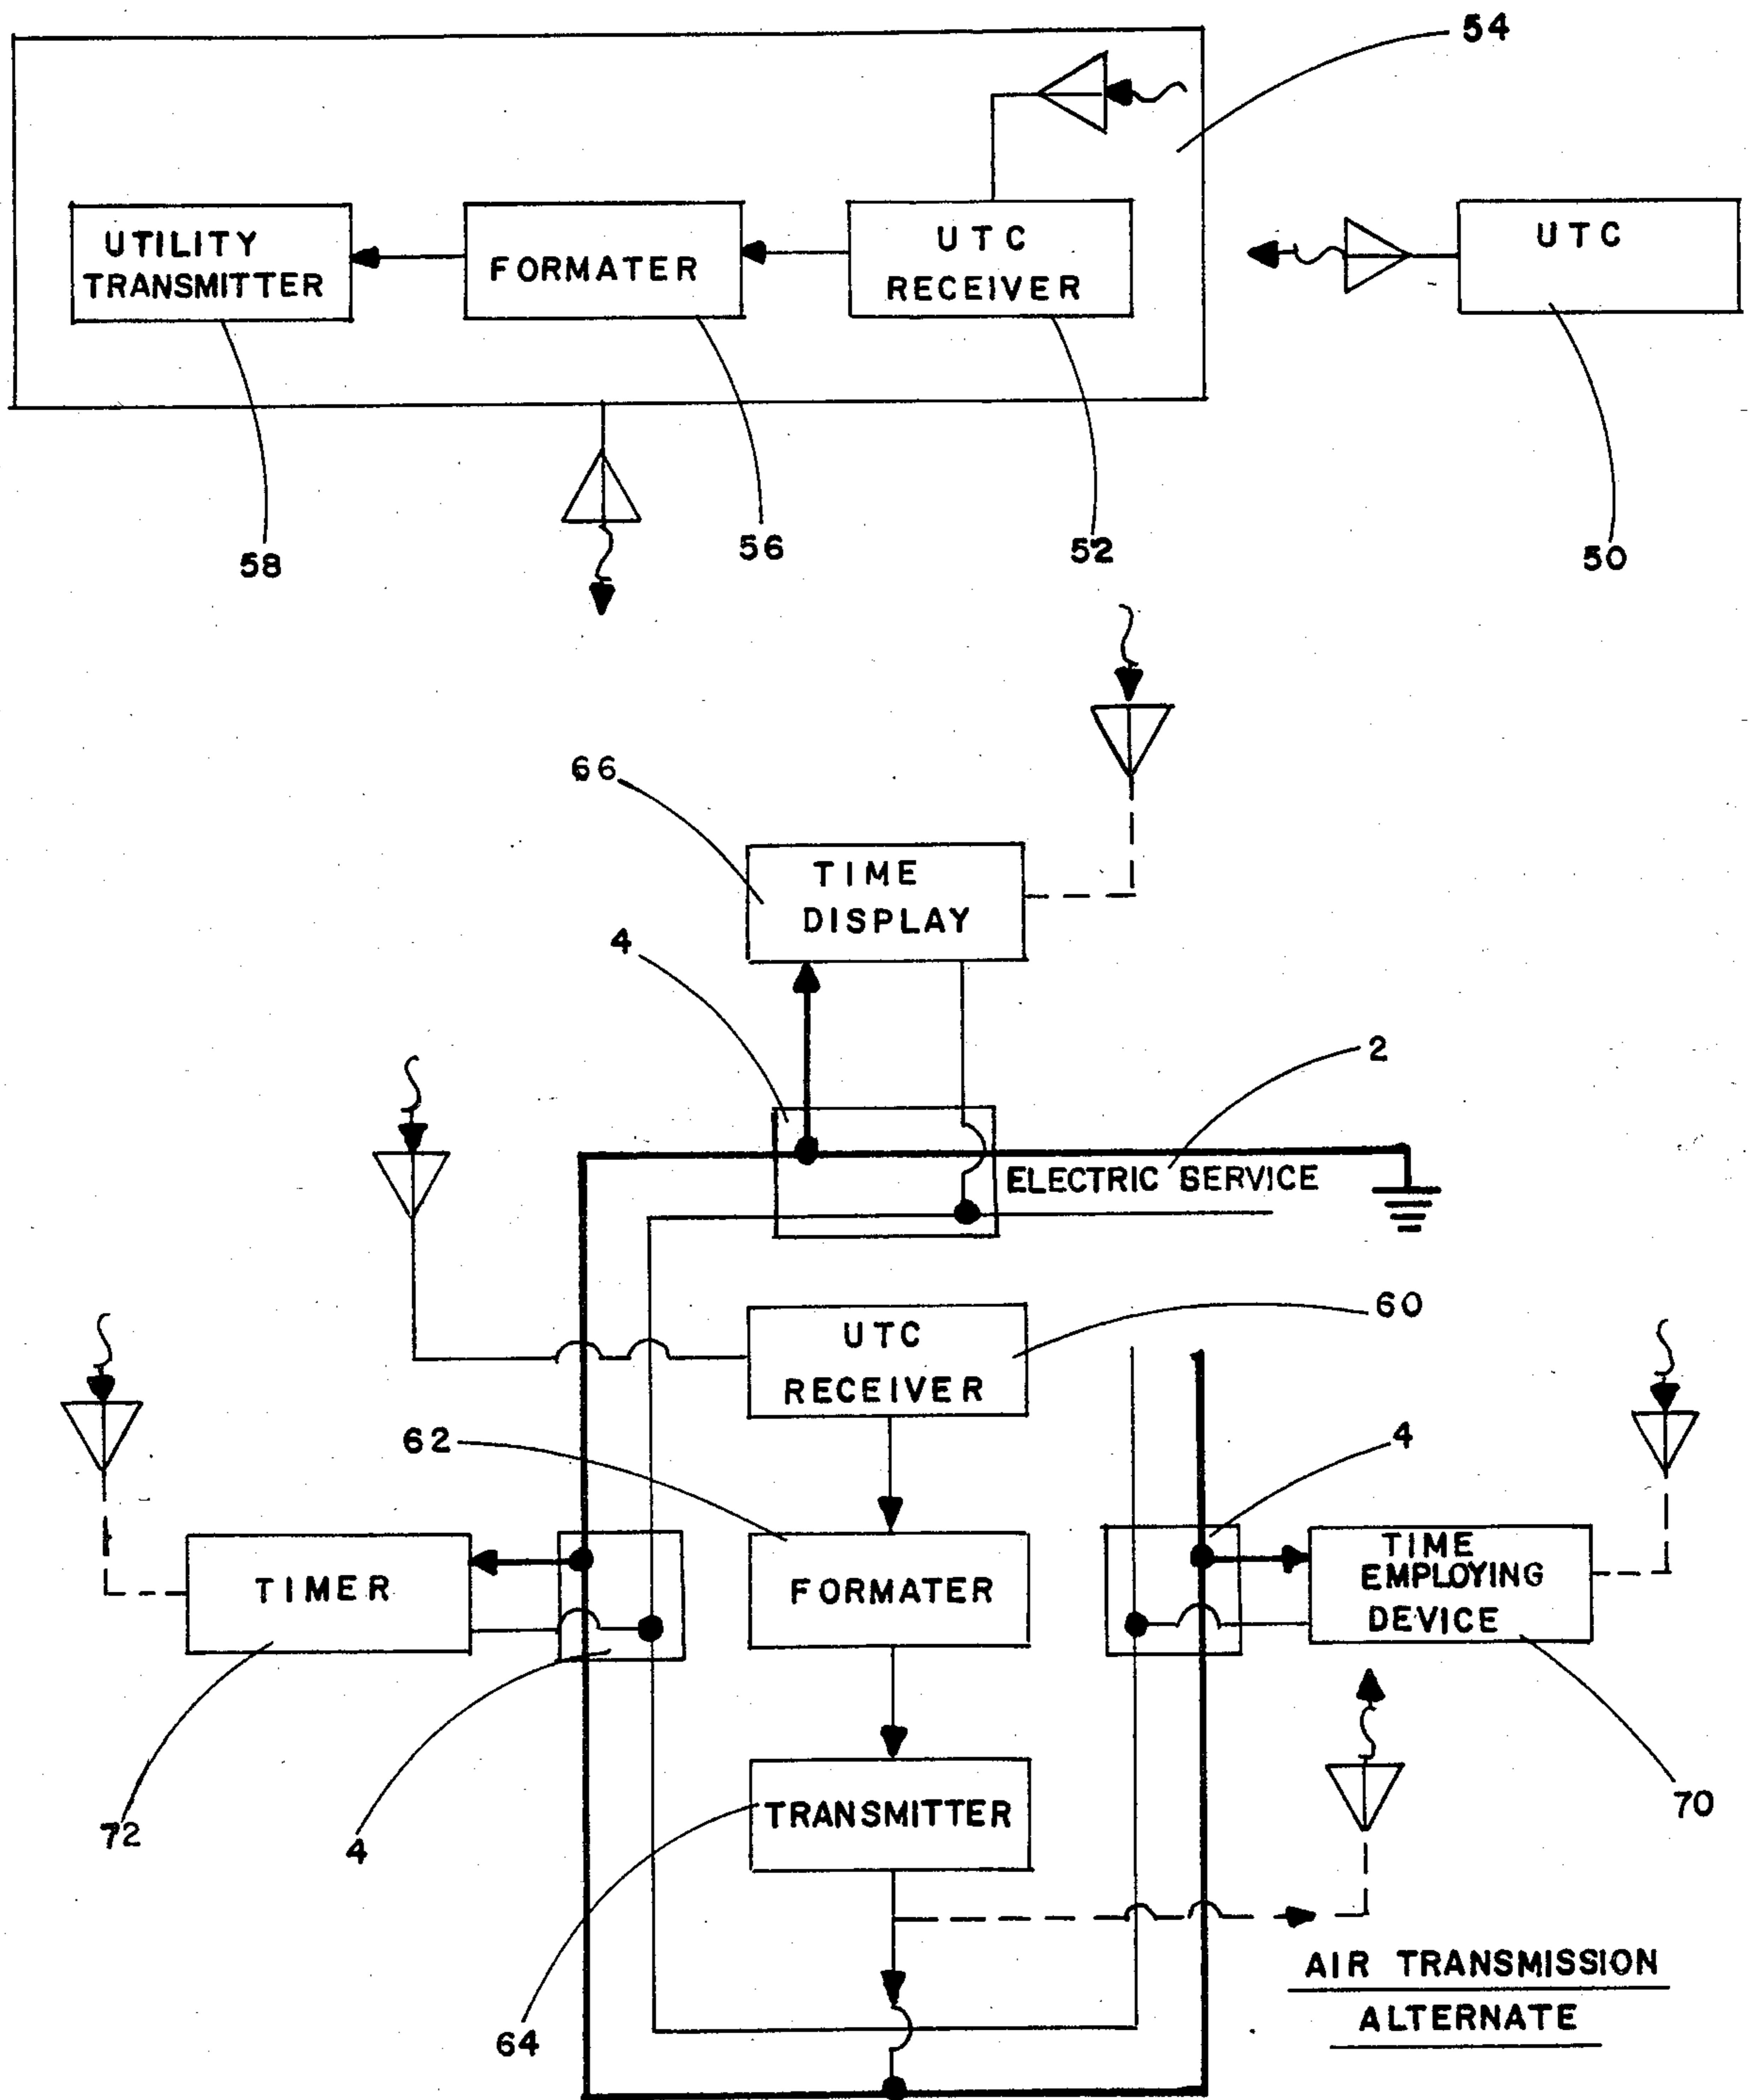 54
UTILITY
TRANSMITTER
FORMATER
UTC
RECEIVER
UTC
58
56
52
50
66
TIME
DISPLAY
4
2
ELECTRIC SERVICE
60
UTC
RECEIVER
62
4
TIMER
FORMATER
TIME
EMPLOYING
DEVICE
72
4
TRANSMITTER
70
64
AIR TRANSMISSION
ALTERNATE